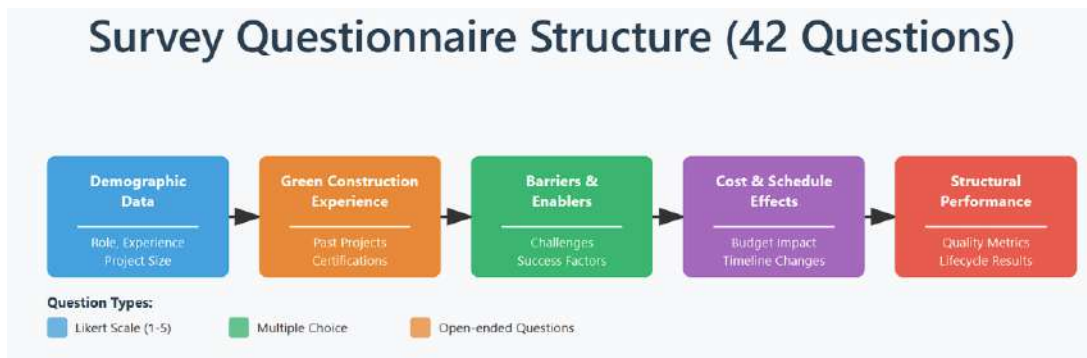 Survey Questionnaire Structure (42 Questions)
Demographic
Data
Role, Experience
Project Size
Green Construction
Experience
Past Projects
Certifications
Barriers &
Enablers
Challenges
Success Factors
Cost & Schedule
Effects
Budget Impact
Timeline Changes
Structural
Performance
Quality Metrics
Lifecycle Results
Question Types:
Likert Scale (1-5)
Multiple Choice
Open-ended Questions